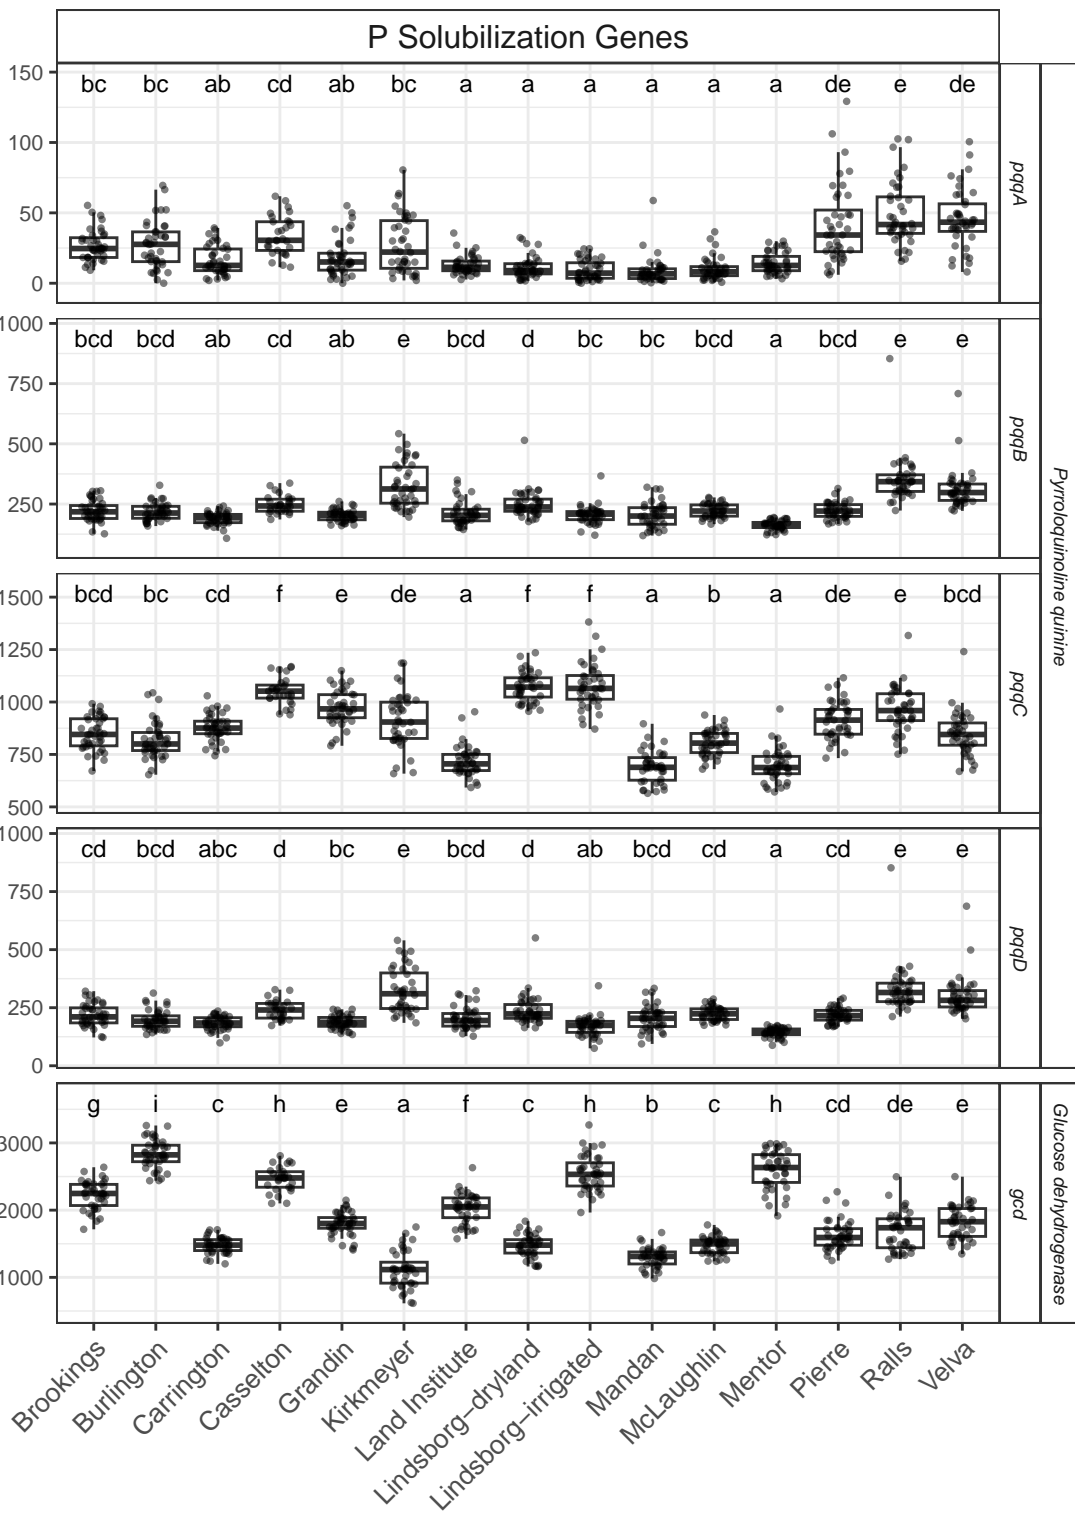 P Solubilization Genes
150
100
50
0
bc bc ab cd ab bc a a a a a a de e de
pqqA
1000
750
500
250
bcd bcd ab cd ab e bcd d bc bc bcd a bcd e e
pqqB
Pyrroloquinoline quinine
1500
1250
1000
750
500
bcd bc cd f e de a f f a b a de e bcd
pqqC
1000
750
500
250
0
cd bcd abc d bc e bcd d ab bcd cd a cd e e
pqqD
3000
2000
1000
g i c h e a f c h b c h cd de e
gcd
Glucose dehydrogenase
Brookings
Burlington
Carrington
Casselton
Grandin
Kirkmeyer
Land Institute
Lindsborg−dryland
Lindsborg−irrigated
Mandan
McLaughlin
Mentor
Pierre
Ralls
Velva